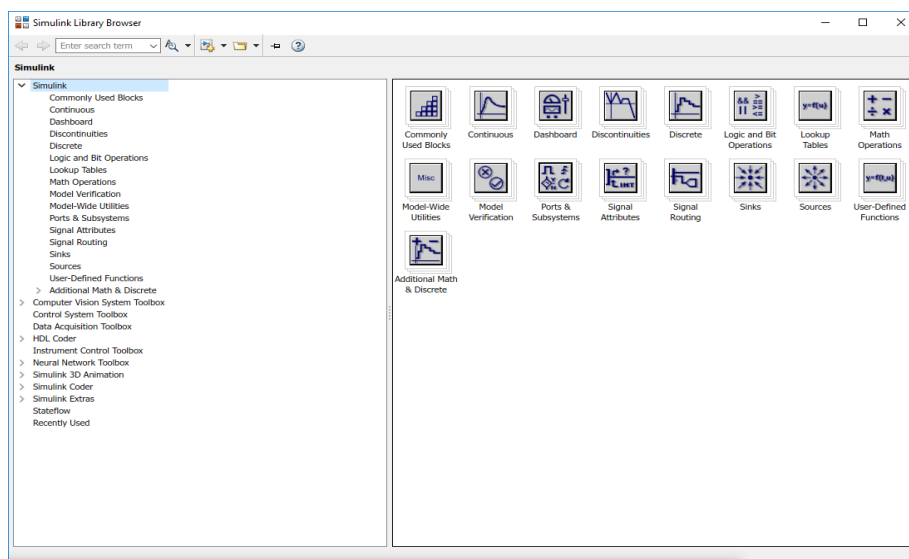 Simulink Library Browser
Enter search term
Simulink
Simulink
Commonly Used Blocks
Continuous
Dashboard
Discontinuities
Discrete
Logic and Bit Operations
Lookup Tables
Math Operations
Model Verification
Model-Wide Utilities
Ports & Subsystems
Signal Attributes
Signal Routing
Sinks
Sources
User-Defined Functions
Additional Math & Discrete
Computer Vision System Toolbox
Control System Toolbox
Data Acquisition Toolbox
HDL Coder
Instrument Control Toolbox
Neural Network Toolbox
Simulink 3D Animation
Simulink Coder
Simulink Extras
Stateflow
Recently Used
&& >
|| ==
<=
y=f(u)
+ -
÷ ×
Commonly
Used Blocks
Continuous
Dashboard
Discontinuities
Discrete
Logic and Bit
Operations
Lookup
Tables
Math
Operations
Misc
?
INT
y=f(t,u)
Model-Wide
Utilities
Model
Verification
Ports &
Subsystems
Signal
Attributes
Signal
Routing
Sinks
Sources
User-Defined
Functions
+ -
Additional Math
& Discrete